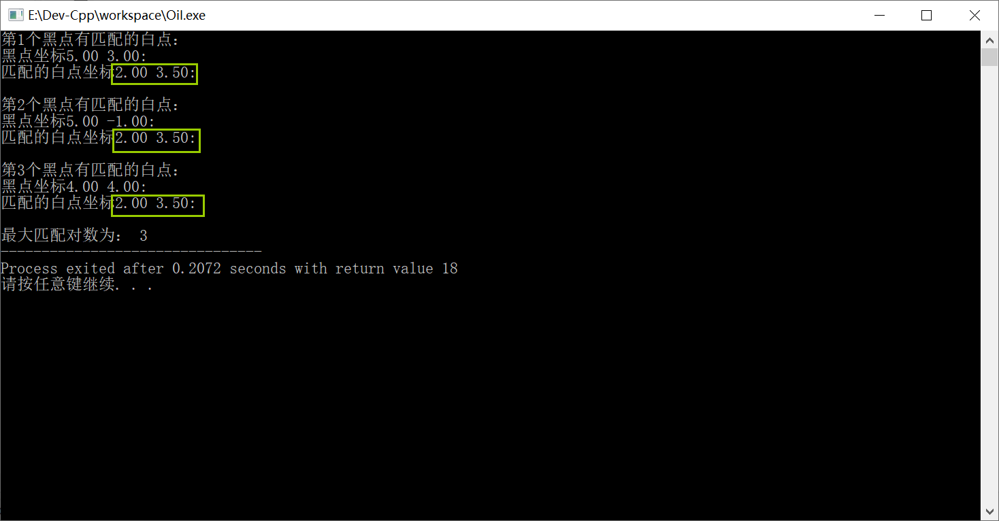 E:\Dev-Cpp\workspace\Oil.exe
第1个黑点有匹配的白点：
黑点坐标5.00 3.00:
匹配的白点坐标2.00 3.50:
第2个黑点有匹配的白点：
黑点坐标5.00 -1.00:
匹配的白点坐标2.00 3.50:
第3个黑点有匹配的白点：
黑点坐标4.00 4.00:
匹配的白点坐标2.00 3.50:
最大匹配对数为： 3
--------------------------------
Process exited after 0.2072 seconds with return value 18
请按任意键继续. . .